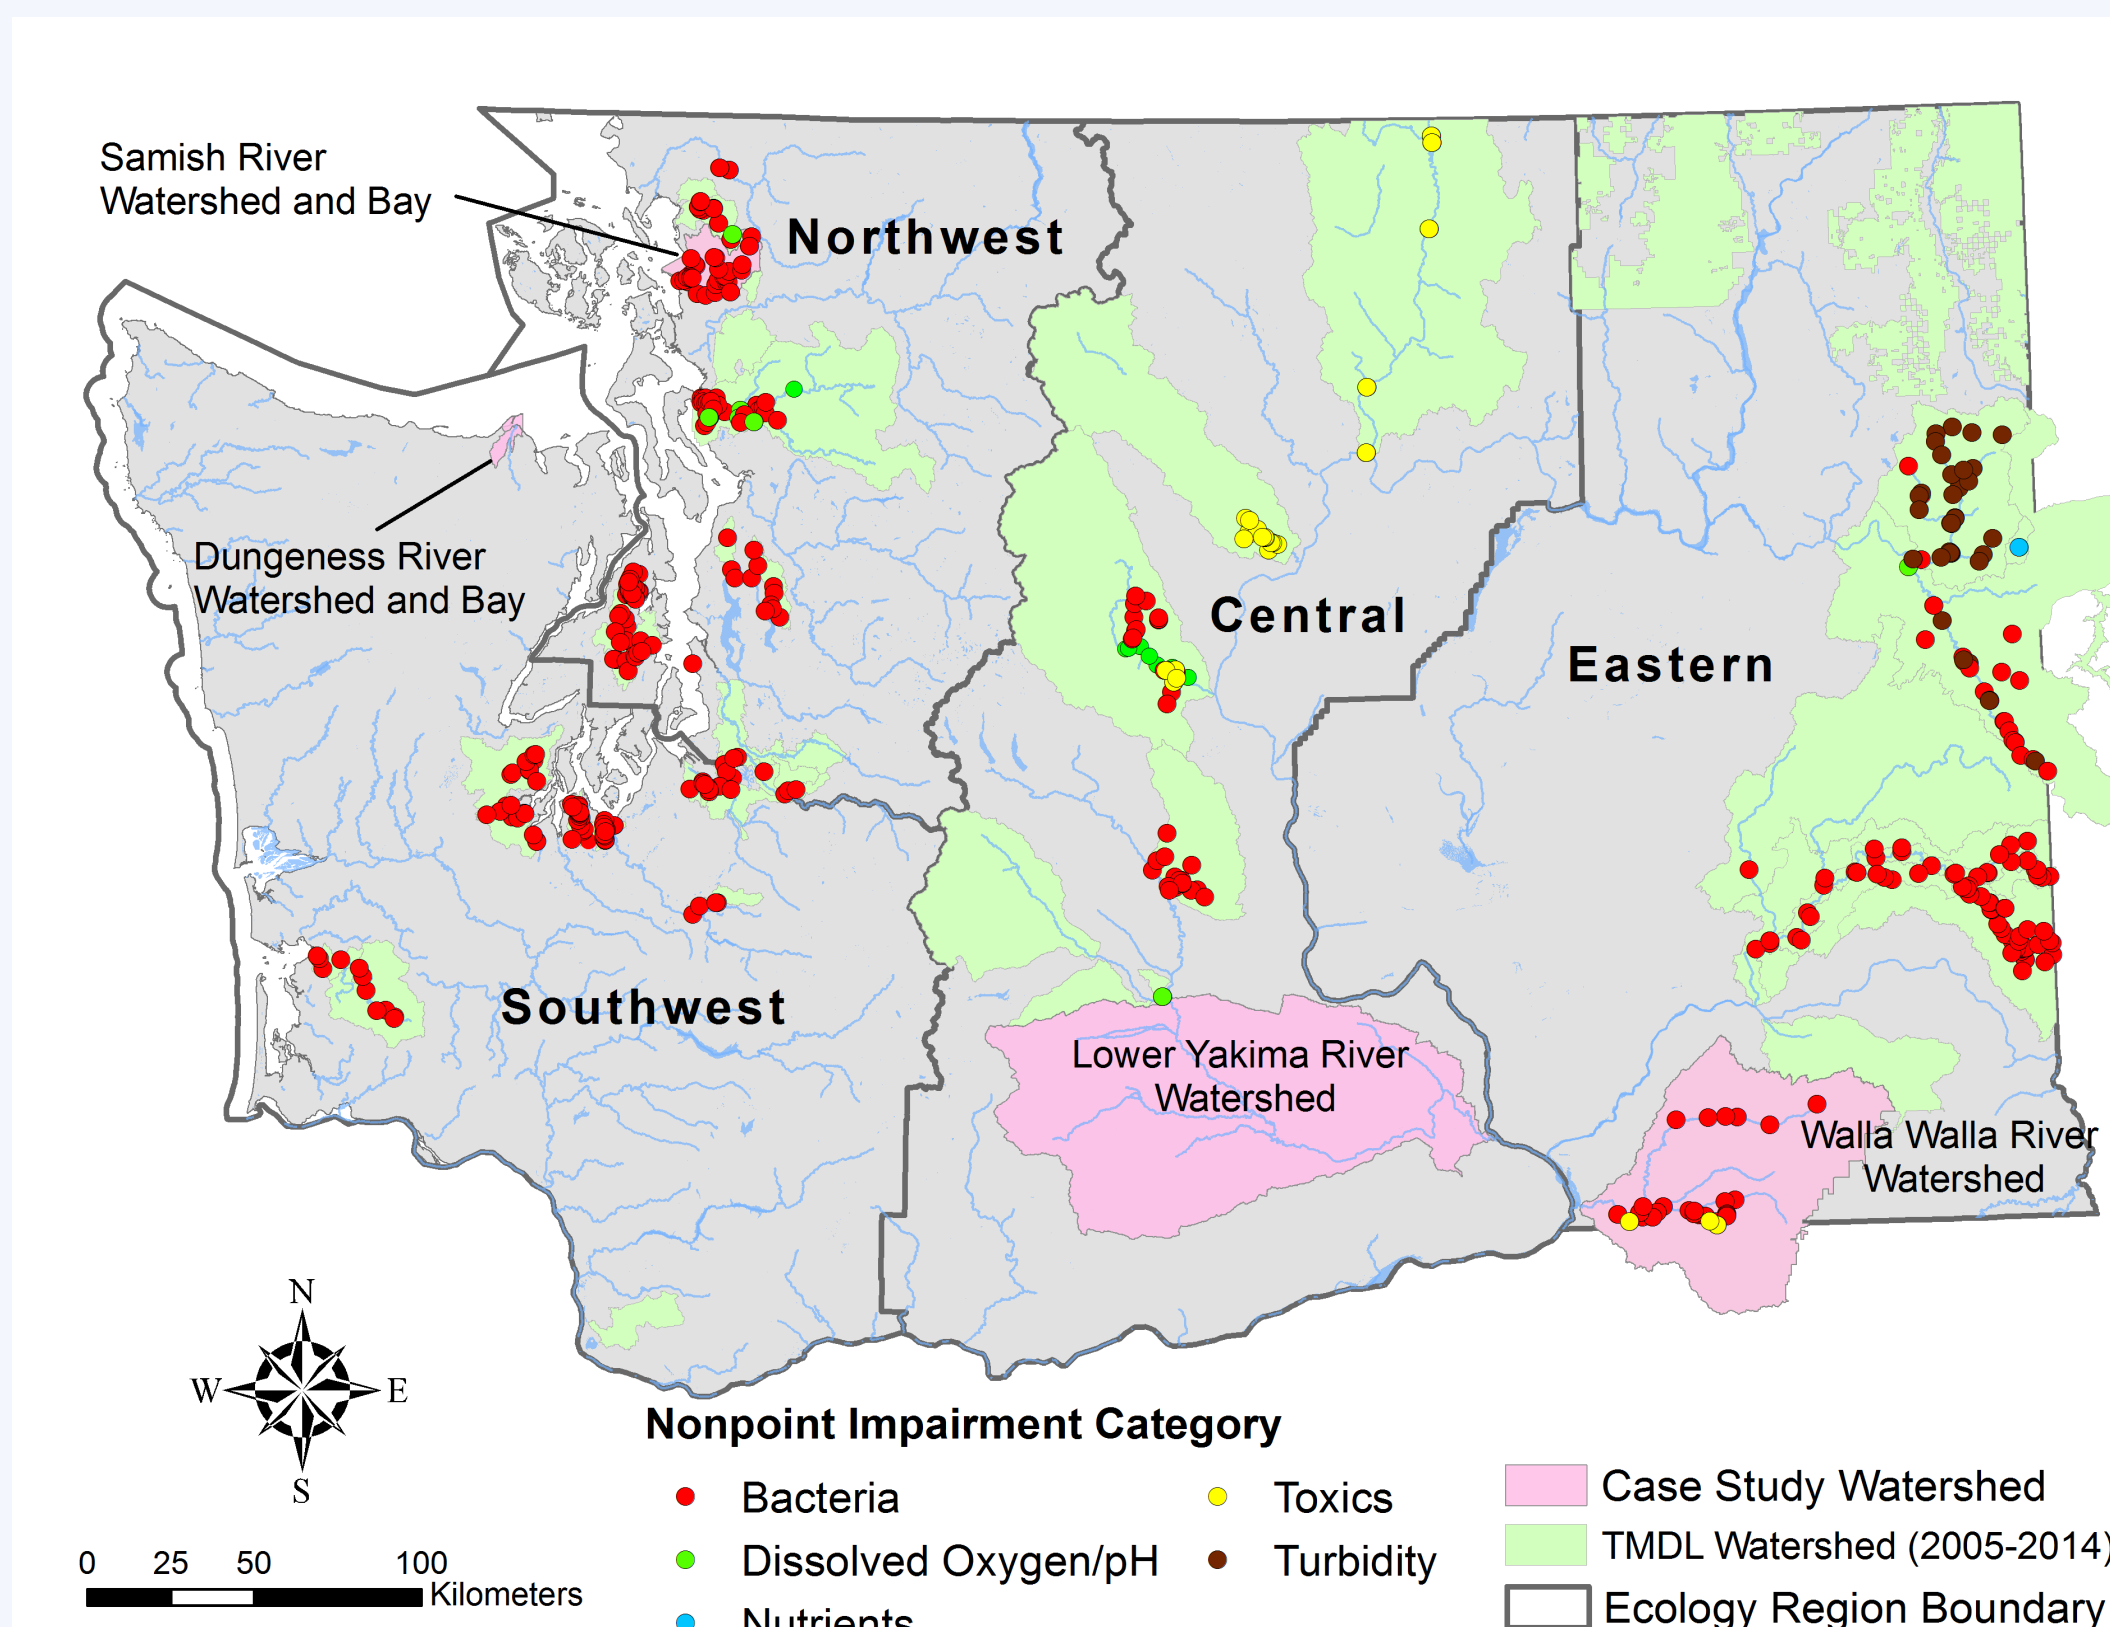 Samish River
Watershed and Bay
Northwest
Dungeness River
Watershed and Bay
Central
Eastern
Southwest
Lower Yakima River
Watershed
Walla Walla River
Watershed
N
W
E
S
Nonpoint Impairment Category
Bacteria
Dissolved Oxygen/pH
Nutrients
Toxics
Turbidity
Case Study Watershed
TMDL Watershed (2005-2014)
Ecology Region Boundary
0 25 50 100
Kilometers